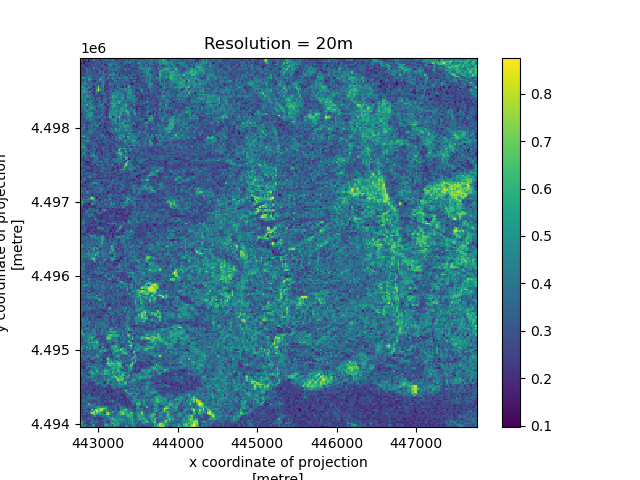 Resolution = 20m
1e6
4.498
4.497
4.496
4.495
4.494
443000 444000 445000 446000 447000
x coordinate of projection
[metre]
y coordinate of projection
[metre]
0.8
0.7
0.6
0.5
0.4
0.3
0.2
0.1